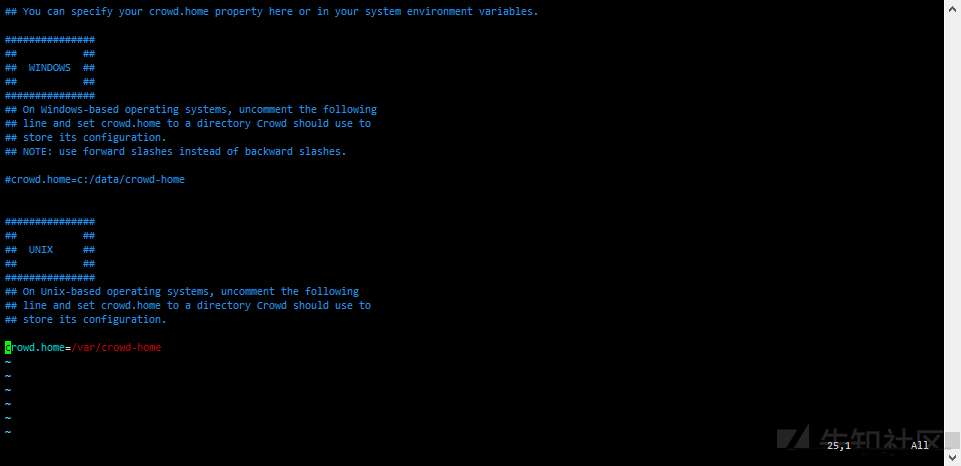 ## You can specify your crowd.home property here or in your system environment variables.
###############
##           ##
##  WINDOWS  ##
##           ##
###############
## On Windows-based operating systems, uncomment the following
## line and set crowd.home to a directory Crowd should use to
## store its configuration.
## NOTE: use forward slashes instead of backward slashes.
#crowd.home=c:/data/crowd-home
###############
##           ##
##  UNIX     ##
##           ##
###############
## On Unix-based operating systems, uncomment the following
## line and set crowd.home to a directory Crowd should use to
## store its configuration.
crowd.home=/var/crowd-home
~
~
~
~
~
~
先知社区
25,1 All